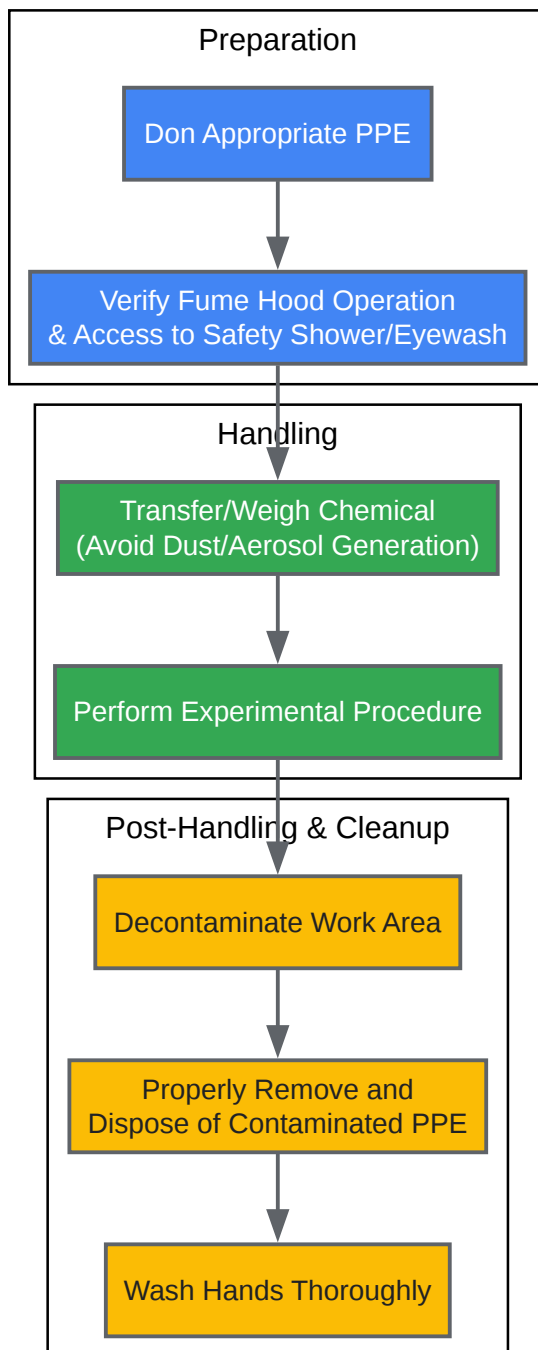 Preparation
Don Appropriate PPE
Verify Fume Hood Operation
& Access to Safety Shower/Eyewash
Handling
Transfer/Weigh Chemical
(Avoid Dust/Aerosol Generation)
Perform Experimental Procedure
Post-Handling & Cleanup
Decontaminate Work Area
Properly Remove and
Dispose of Contaminated PPE
Wash Hands Thoroughly